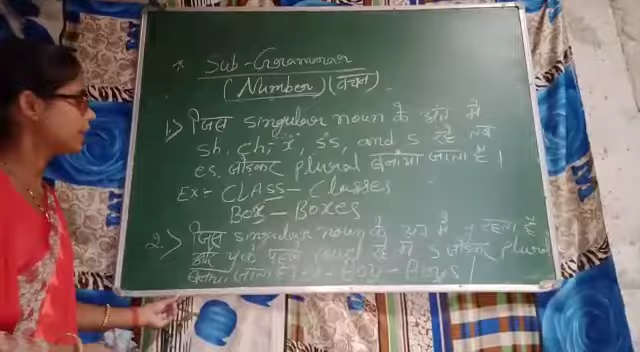 * Sub-Grammar
(Number) (वचन)
1.> जिस singular noun के अंत में
sh, ch, "x", ss, and s रहे तब
es. जोड़कर plural बनाया जाता है।
Ex:- CLASS - Classes
Box - Boxes
2.> जिस singular noun के अंत में y रहता है
और y के पहले vowel रहे में s जोड़कर plural
बनाया जाता है। - Boy - Boys